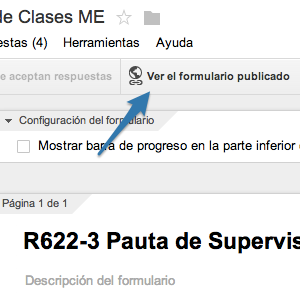 de Clases ME
estas (4) Herramientas Ayuda
e aceptan respuestas Ver el formulario publicado
Configuración del formulario
Mostrar barra de progreso en la parte inferior
Página 1 de 1
R622-3 Pauta de Supervis
Descripción del formulario